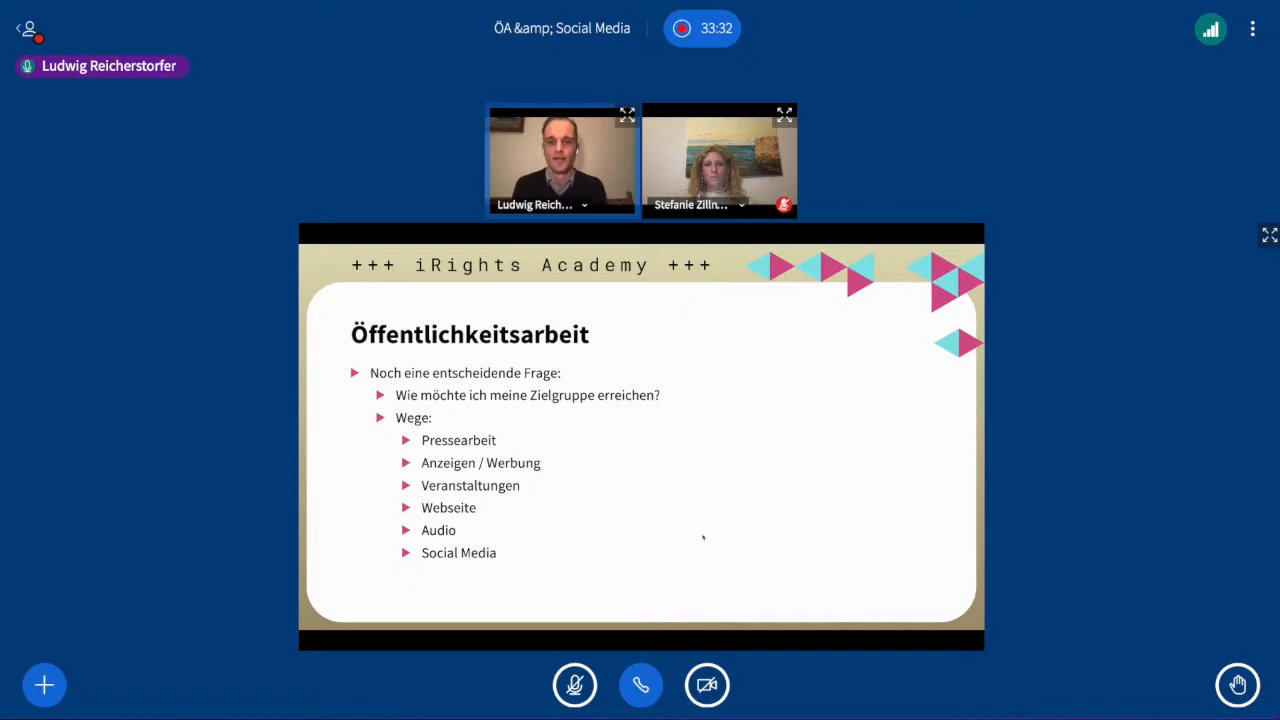 ÖA &amp; Social Media
33:32
Ludwig Reicherstorfer
Ludwig Reich...
Stefanie Zilln...
+++ iRights Academy +++
Öffentlichkeitsarbeit
Noch eine entscheidende Frage:
Wie möchte ich meine Zielgruppe erreichen?
Wege:
Pressearbeit
Anzeigen / Werbung
Veranstaltungen
Webseite
Audio
Social Media